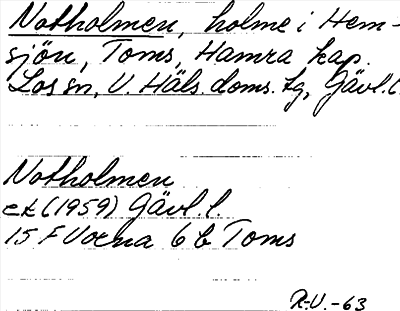 Notholmen, holme i Hem-
sjön, Toms, Hamra kap.
Los sn, V. Häls. doms. tg, Gävl. l.
Notholmen
ek (1959) Gävl. l.
15 F Voxna 6 b Toms
R.V. -63